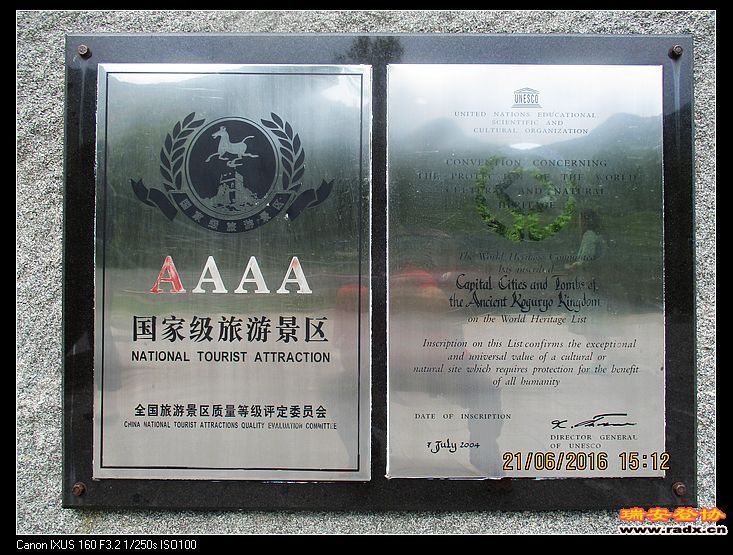 国家级旅游景区
AAAA
国家级旅游景区
NATIONAL TOURIST ATTRACTION
全国旅游景区质量等级评定委员会
CHINA NATIONAL TOURIST ATTRACTIONS QUALITY EVALUATION COMMITTEE
UNESCO
UNITED NATIONS EDUCATIONAL
SCIENTIFIC AND
CULTURAL ORGANIZATION
CONVENTION CONCERNING
THE PROTECTION OF THE WORLD
CULTURAL AND NATURAL
HERITAGE
The World Heritage Committee
has inscribed
Capital Cities and Tombs of
the Ancient Koguryo Kingdom
on the World Heritage List
Inscription on this List confirms the exceptional
and universal value of a cultural or
natural site which requires protection for the benefit
of all humanity
DATE OF INSCRIPTION
July 2004
DIRECTOR GENERAL
OF UNESCO
21/06/2016 15:12
瑞安登协
www.radx.cn
Canon IXUS 160 F3.2 1/250s ISO100